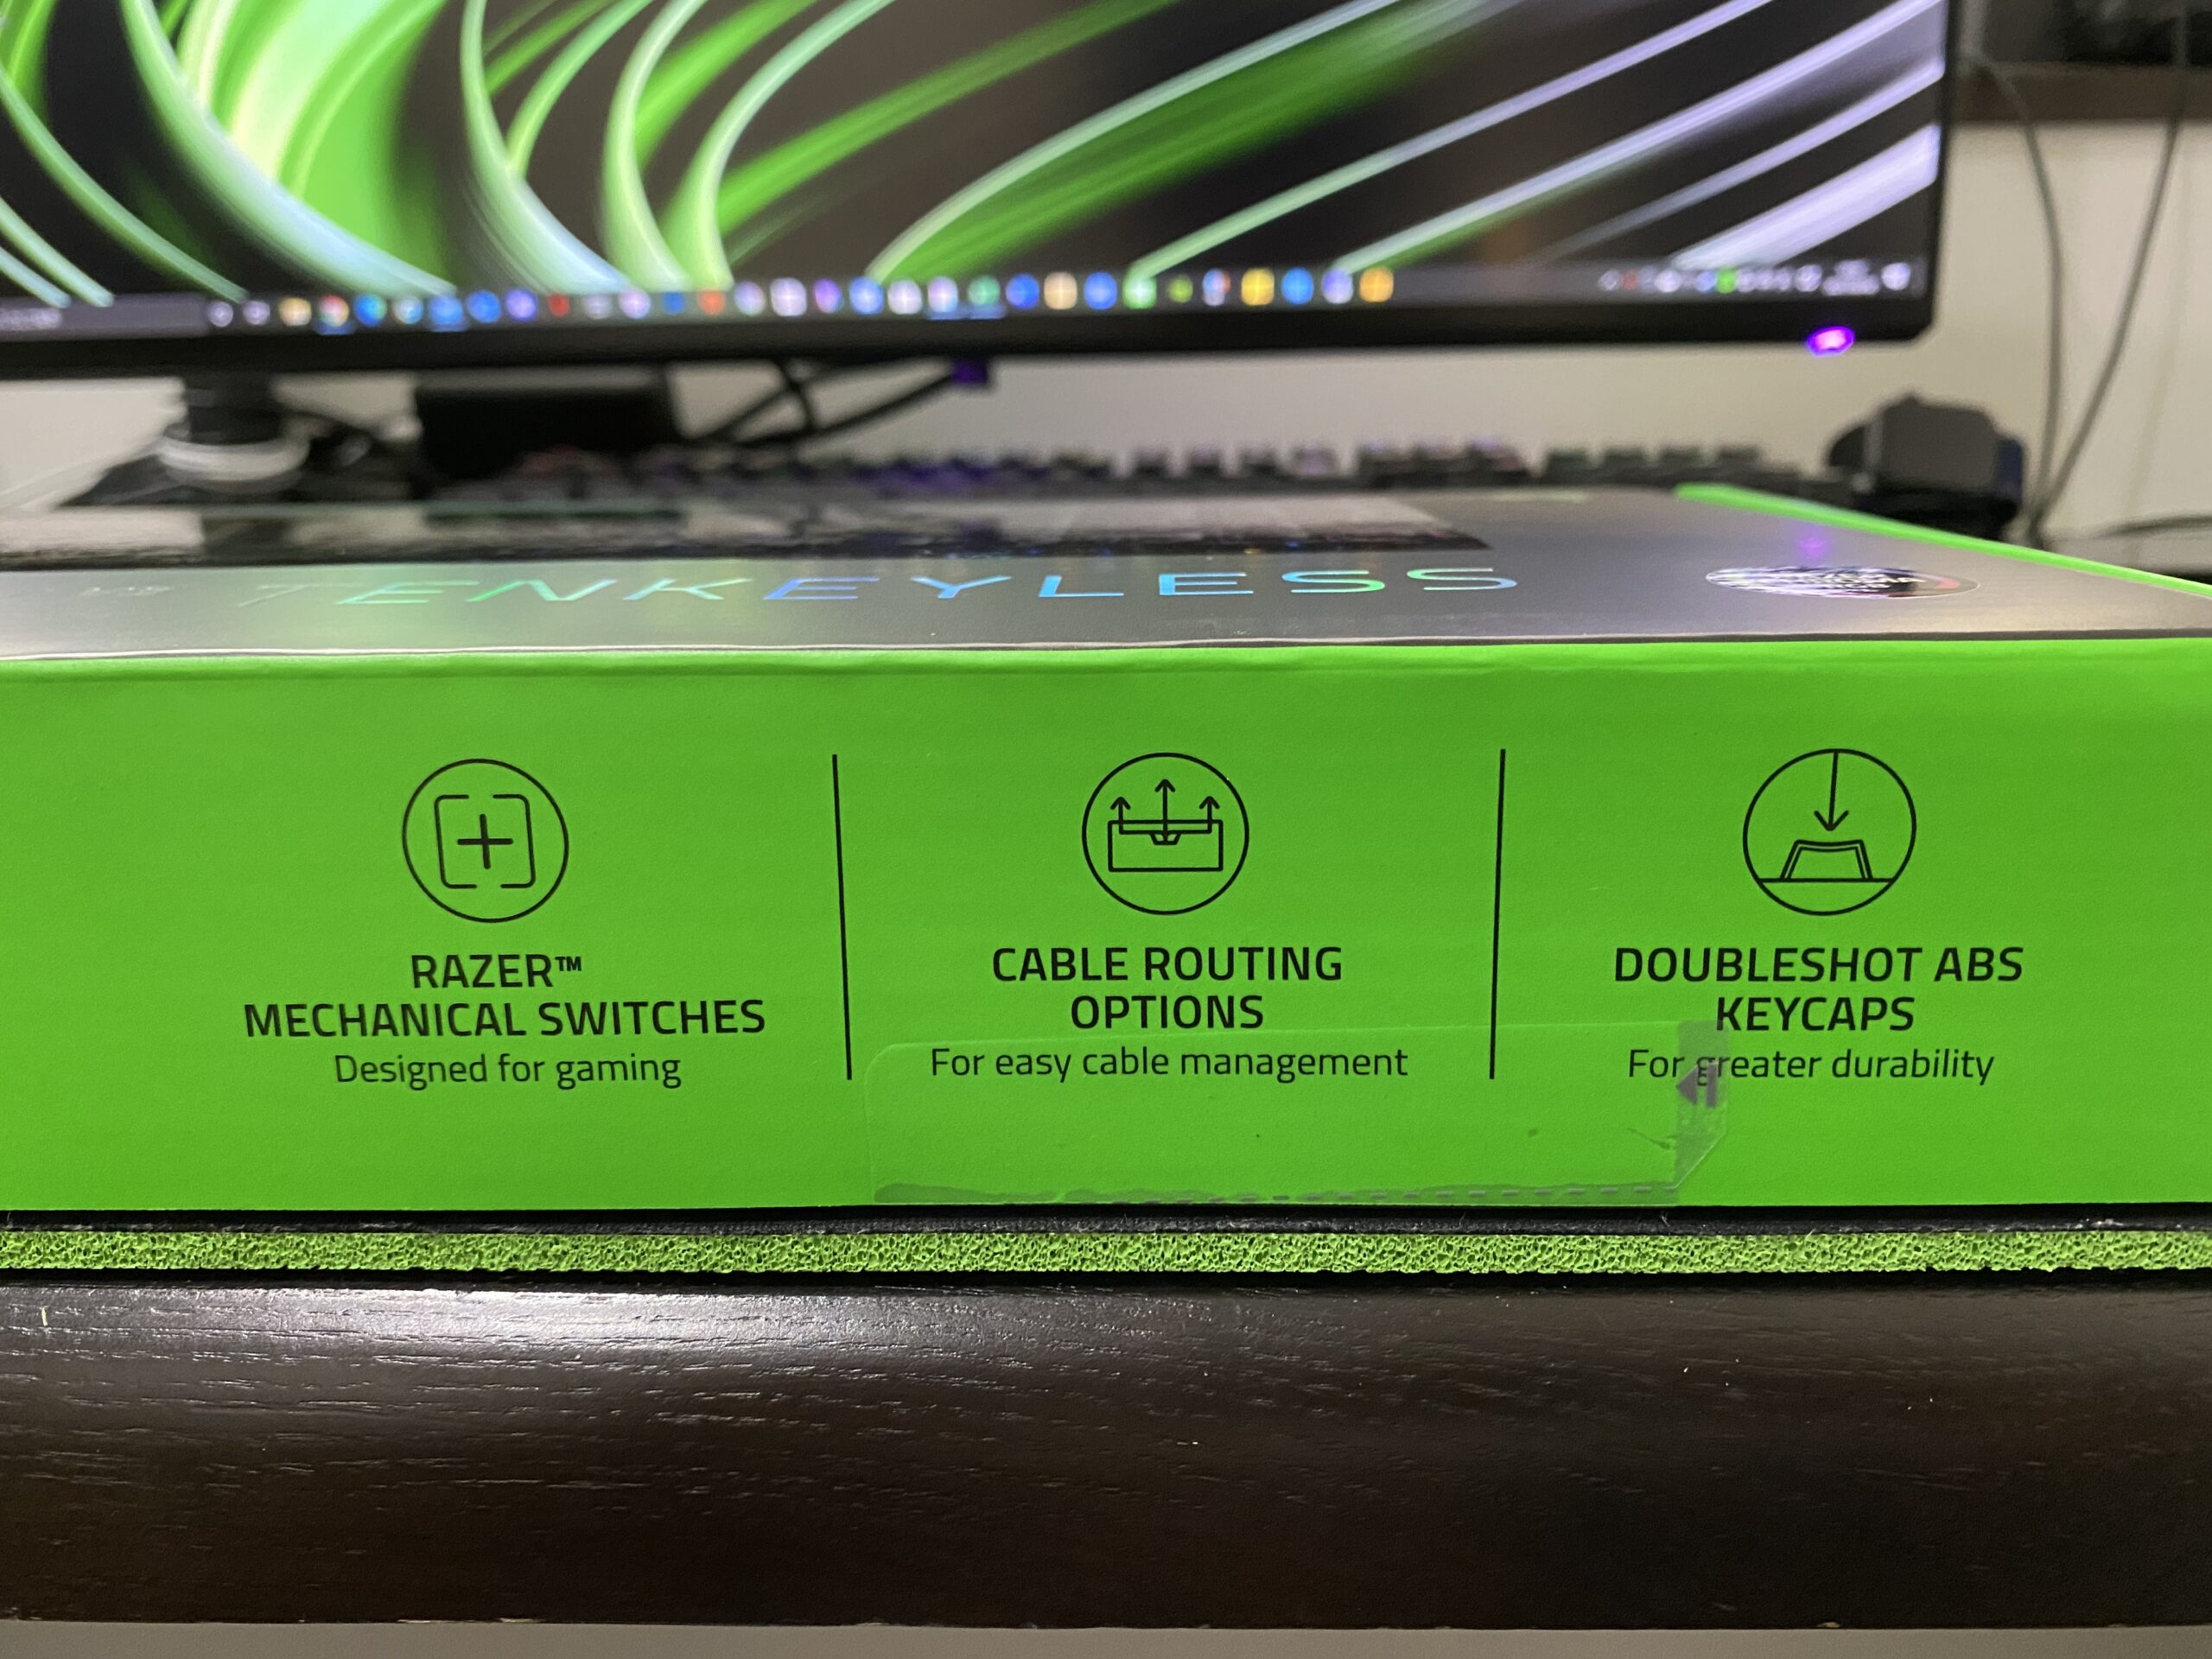 TENKEYLESS
RAZER™
MECHANICAL SWITCHES
Designed for gaming
CABLE ROUTING
OPTIONS
For easy cable management
DOUBLESHOT ABS
KEYCAPS
For greater durability